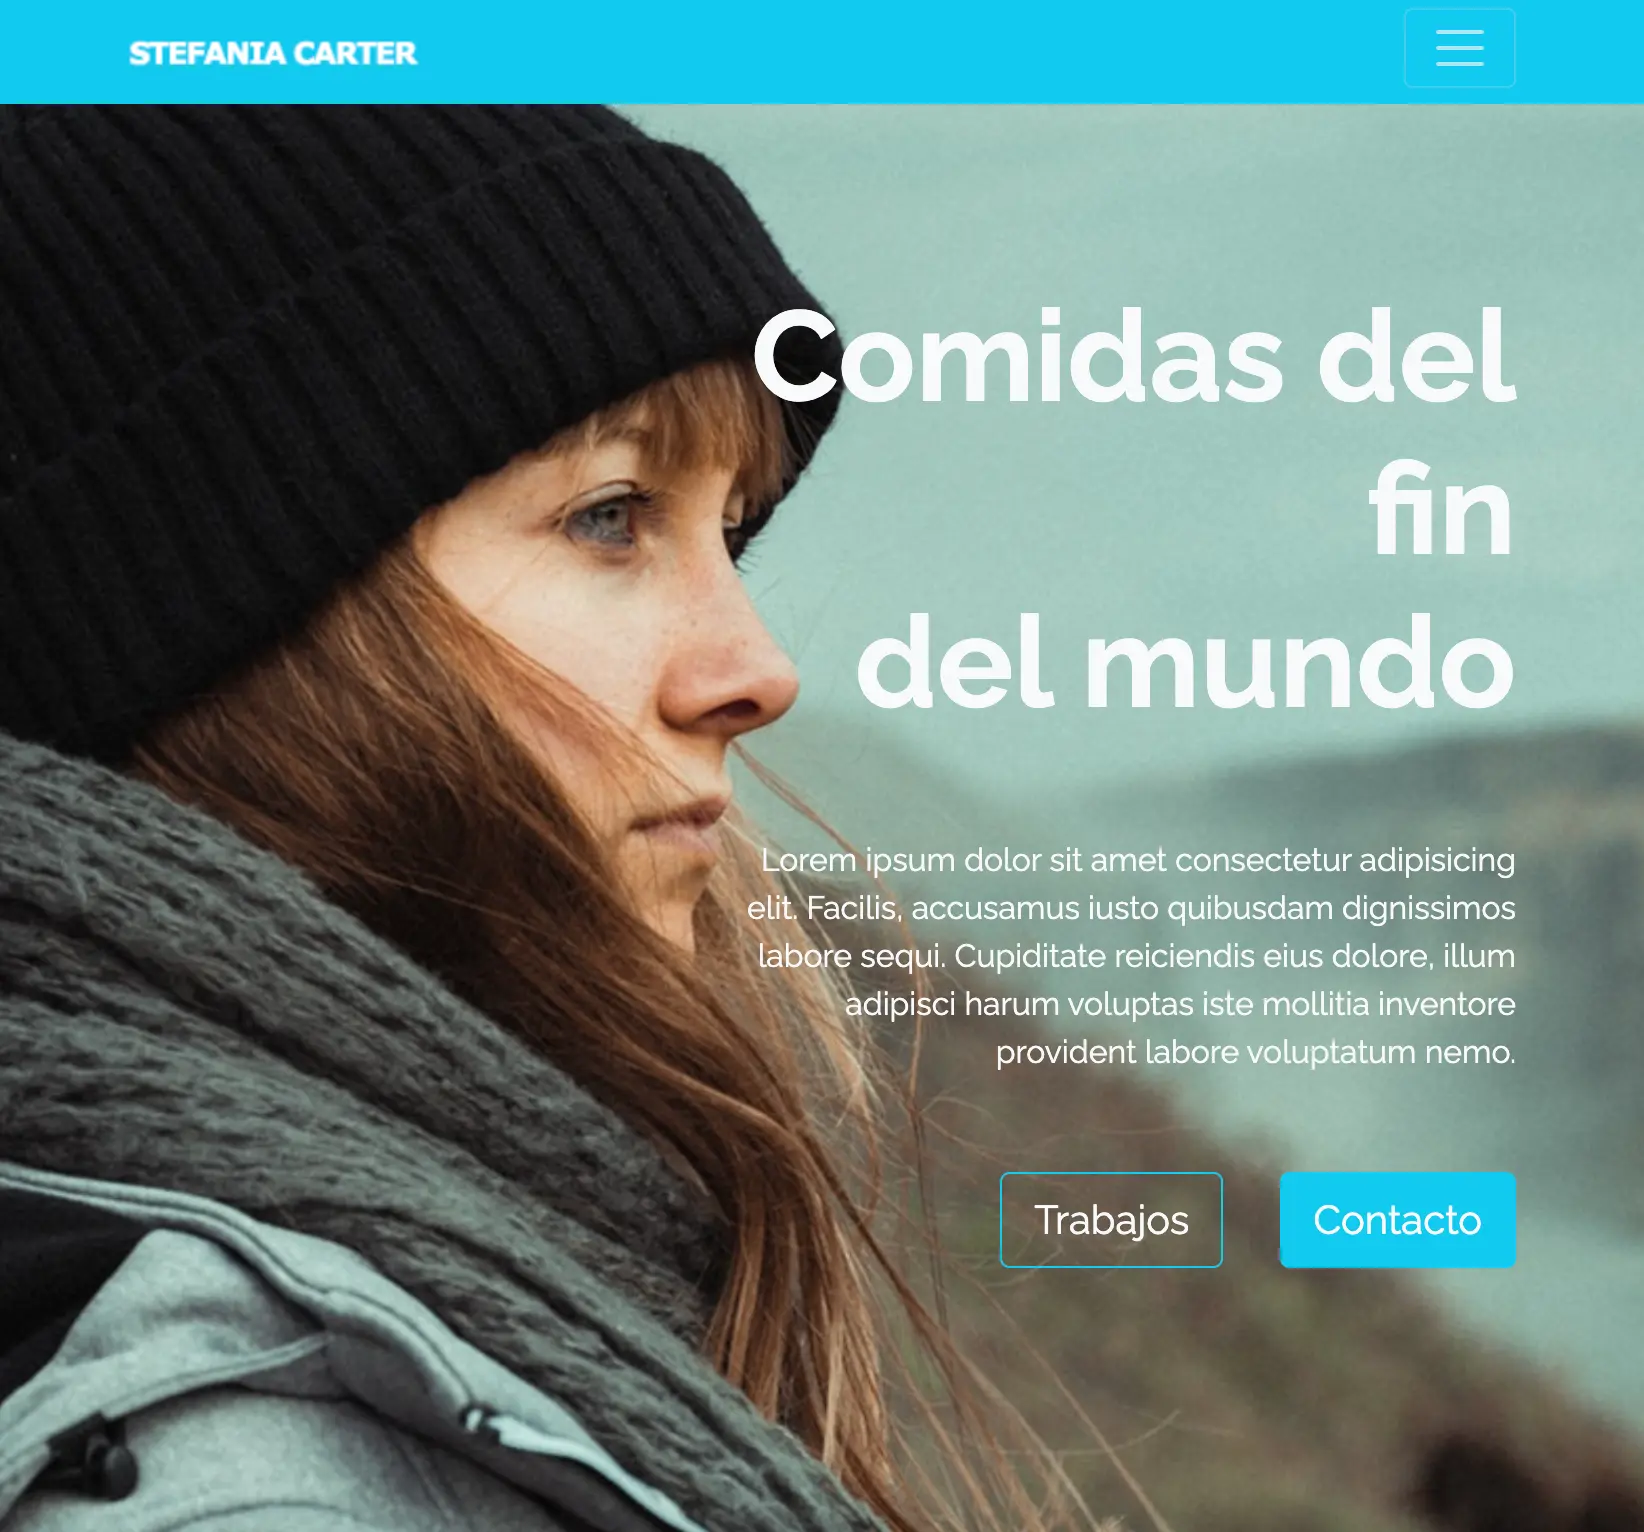 STEFANIA CARTER
Comidas del
fin
del mundo
Lorem ipsum dolor sit amet consectetur adipisicing
elit. Facilis, accusamus iusto quibusdam dignissimos
labore sequi. Cupiditate reiciendis eius dolore, illum
adipisci harum voluptas iste mollitia inventore
provident labore voluptatum nemo.
Trabajos
Contacto